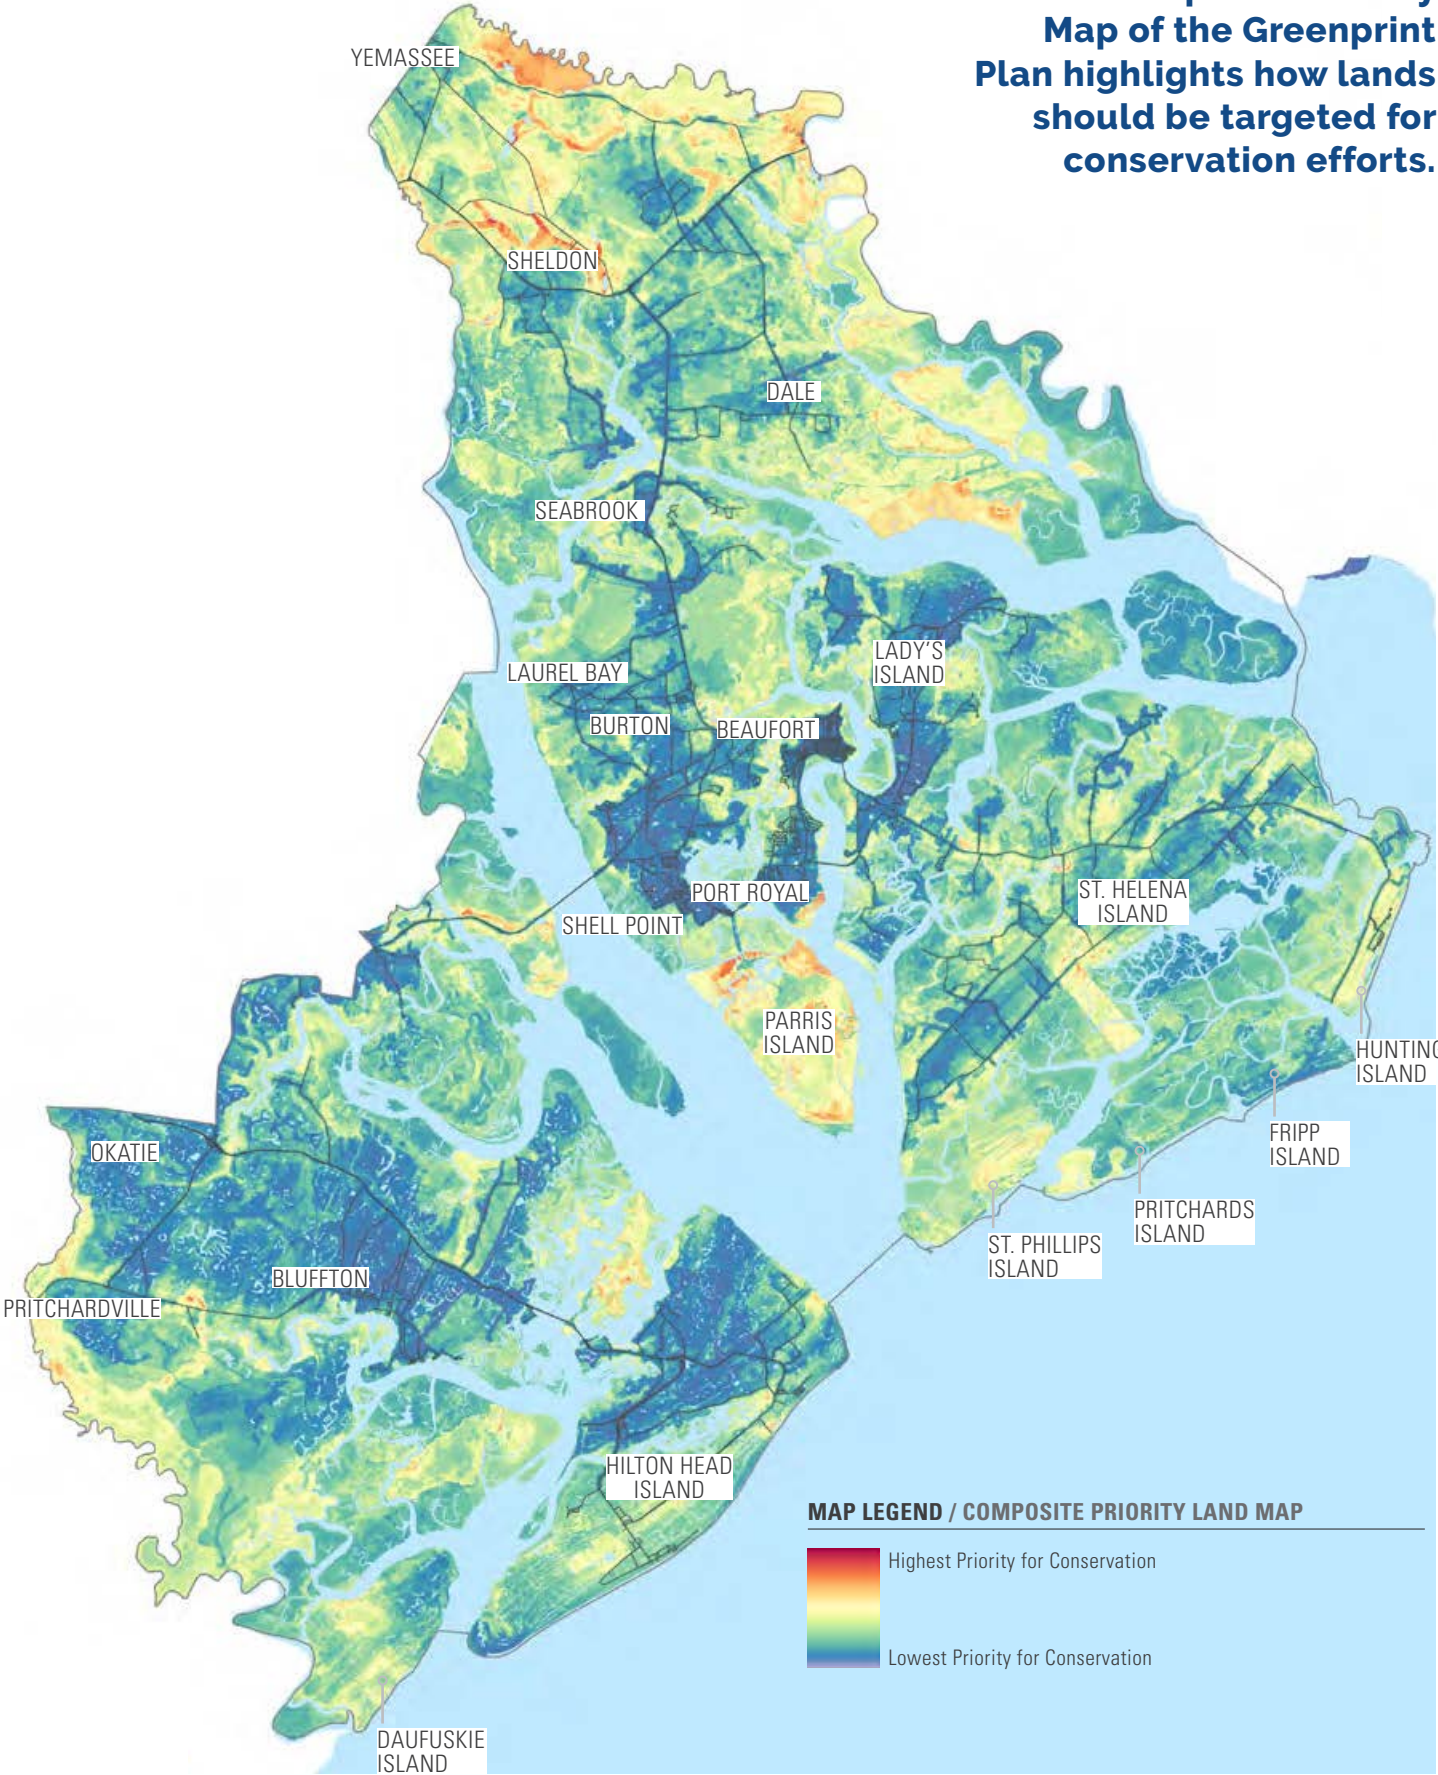 Map of the Greenprint
Plan highlights how lands
should be targeted for
conservation efforts.
YEMASSEE
SHELDON
DALE
SEABROOK
LADY'S
ISLAND
LAUREL BAY
BURTON
BEAUFORT
PORT ROYAL
ST. HELENA
ISLAND
SHELL POINT
PARRIS
ISLAND
HUNTING
ISLAND
FRIPP
ISLAND
OKATIE
PRITCHARDS
ISLAND
ST. PHILLIPS
ISLAND
BLUFFTON
PRITCHARDVILLE
HILTON HEAD
ISLAND
MAP LEGEND / COMPOSITE PRIORITY LAND MAP
Highest Priority for Conservation
Lowest Priority for Conservation
DAUFUSKIE
ISLAND